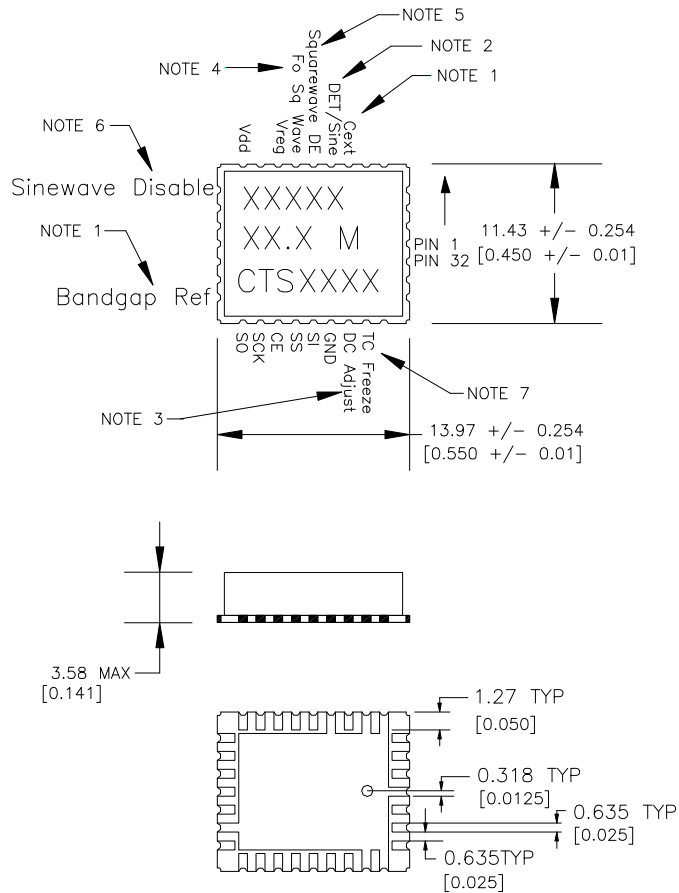 NOTE 5
NOTE 2
NOTE 4
NOTE 1
Vdd
Vreg
Fo Sq Wave
Squarewave DE
DET/Sine
Cext
NOTE 6
Sinewave Disable
XXXXX
XX.X M
CTSXXXX
NOTE 1
Bandgap Ref
PIN 1
PIN 32
11.43 +/- 0.254
[0.450 +/- 0.01]
SO
SCK
CE
SS
SI
GND
DC Adjust
TC Freeze
NOTE 7
NOTE 3
13.97 +/- 0.254
[0.550 +/- 0.01]
3.58 MAX
[0.141]
1.27 TYP
[0.050]
0.318 TYP
[0.0125]
0.635 TYP
[0.025]
0.635TYP
[0.025]